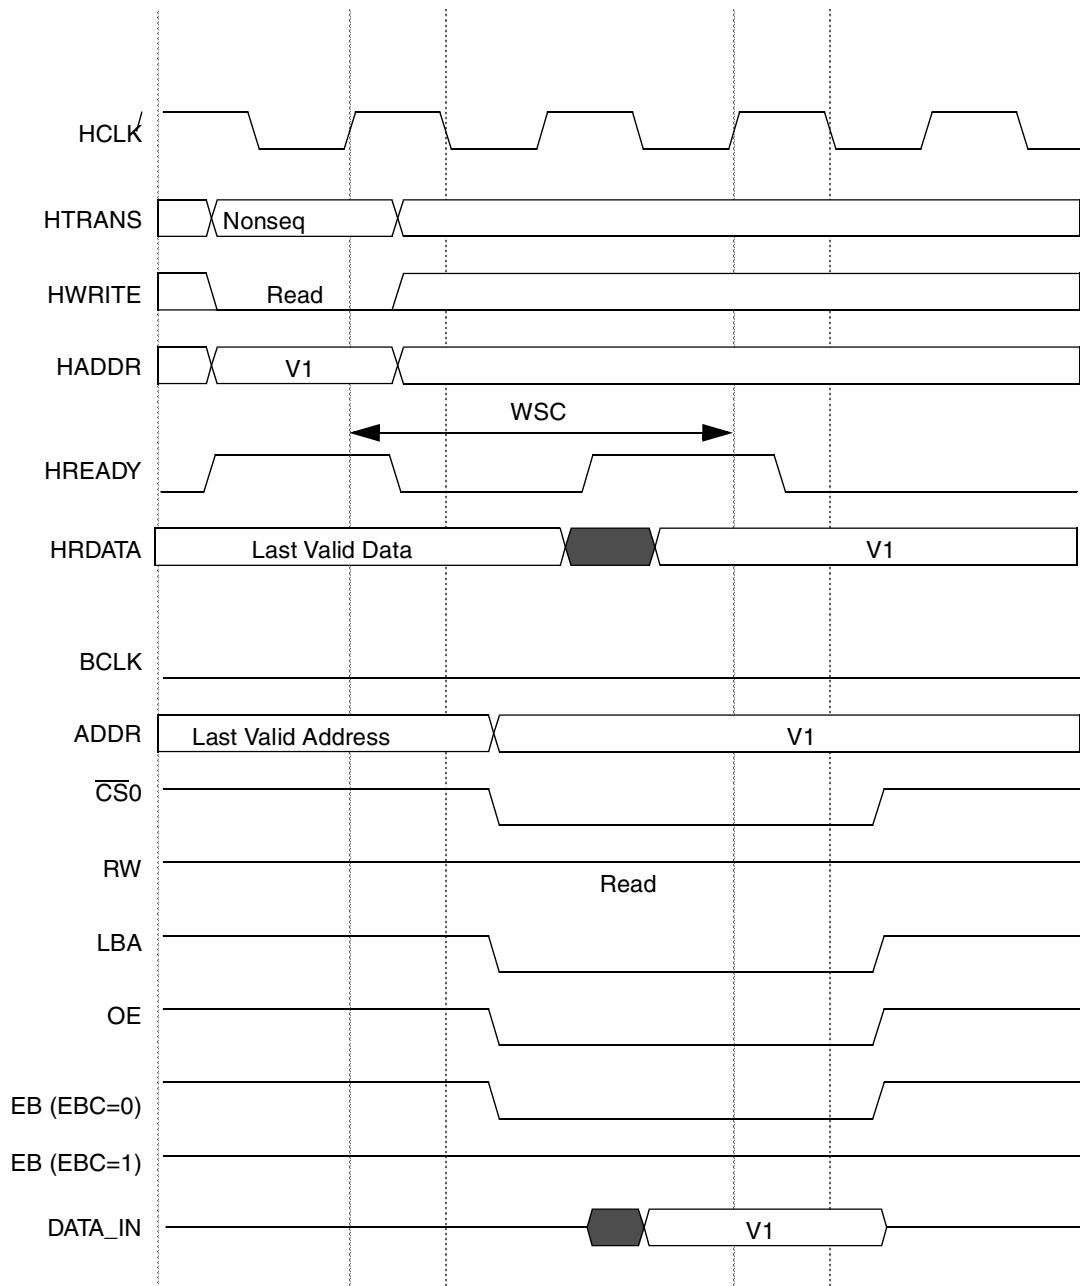 HCLK
HTRANS Nonseq
HWRITE Read
HADDR V1
WSC
HREADY
HRDATA Last Valid Data V1
BCLK
ADDR Last Valid Address V1
CS0
RW
Read
LBA
OE
EB (EBC=0)
EB (EBC=1)
DATA_IN V1